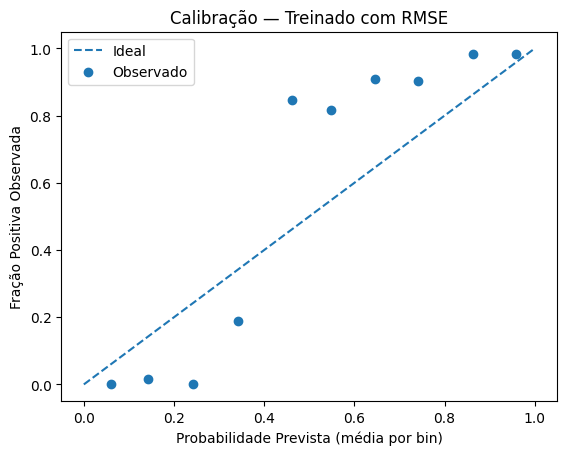 Calibração — Treinado com RMSE
Ideal
Observado
1.0
0.8
0.6
0.4
0.2
0.0
Fração Positiva Observada
0.0 0.2 0.4 0.6 0.8 1.0
Probabilidade Prevista (média por bin)